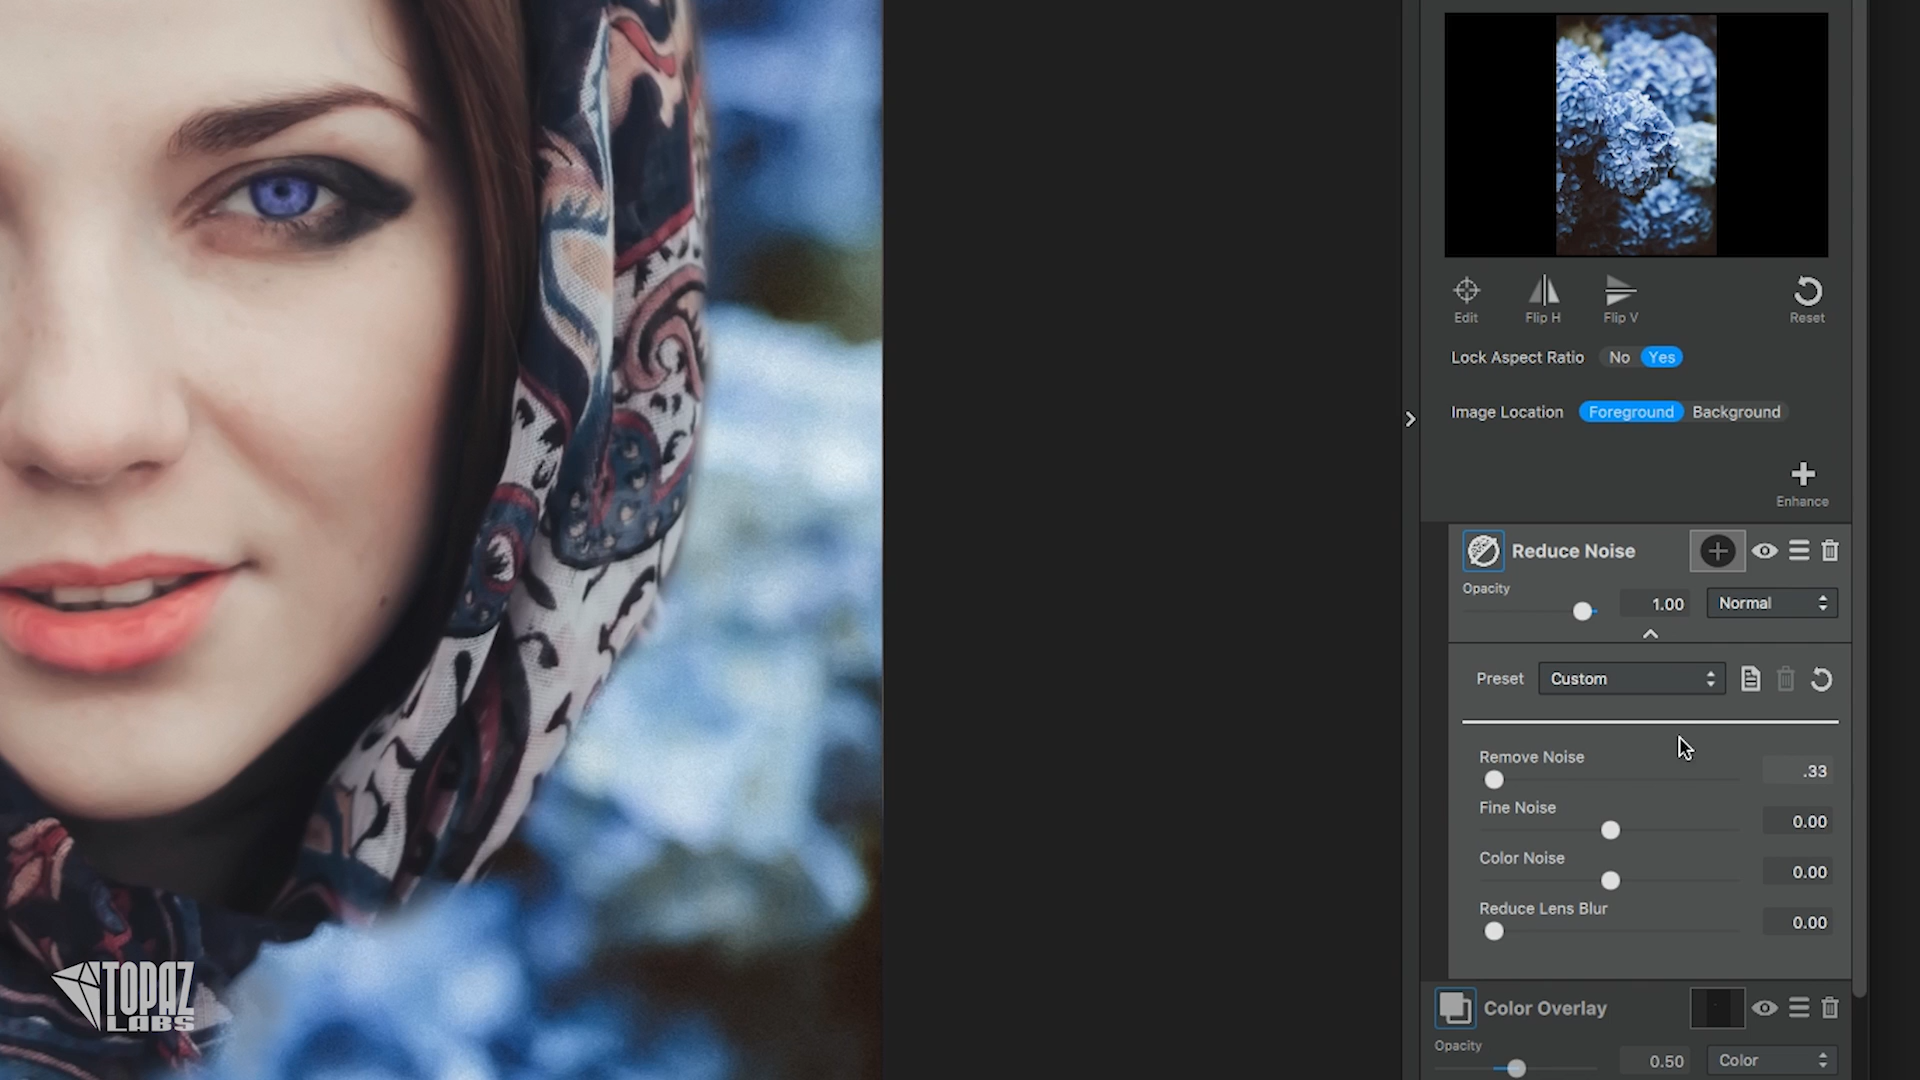 Edit Flip H Flip V Reset
Lock Aspect Ratio No Yes
Image Location Foreground Background
Enhance
Reduce Noise
Opacity
1.00 Normal
Preset Custom
Remove Noise
.33
Fine Noise
0.00
Color Noise
0.00
Reduce Lens Blur
0.00
Color Overlay
Opacity
0.50 Color
TOPAZ
LABS